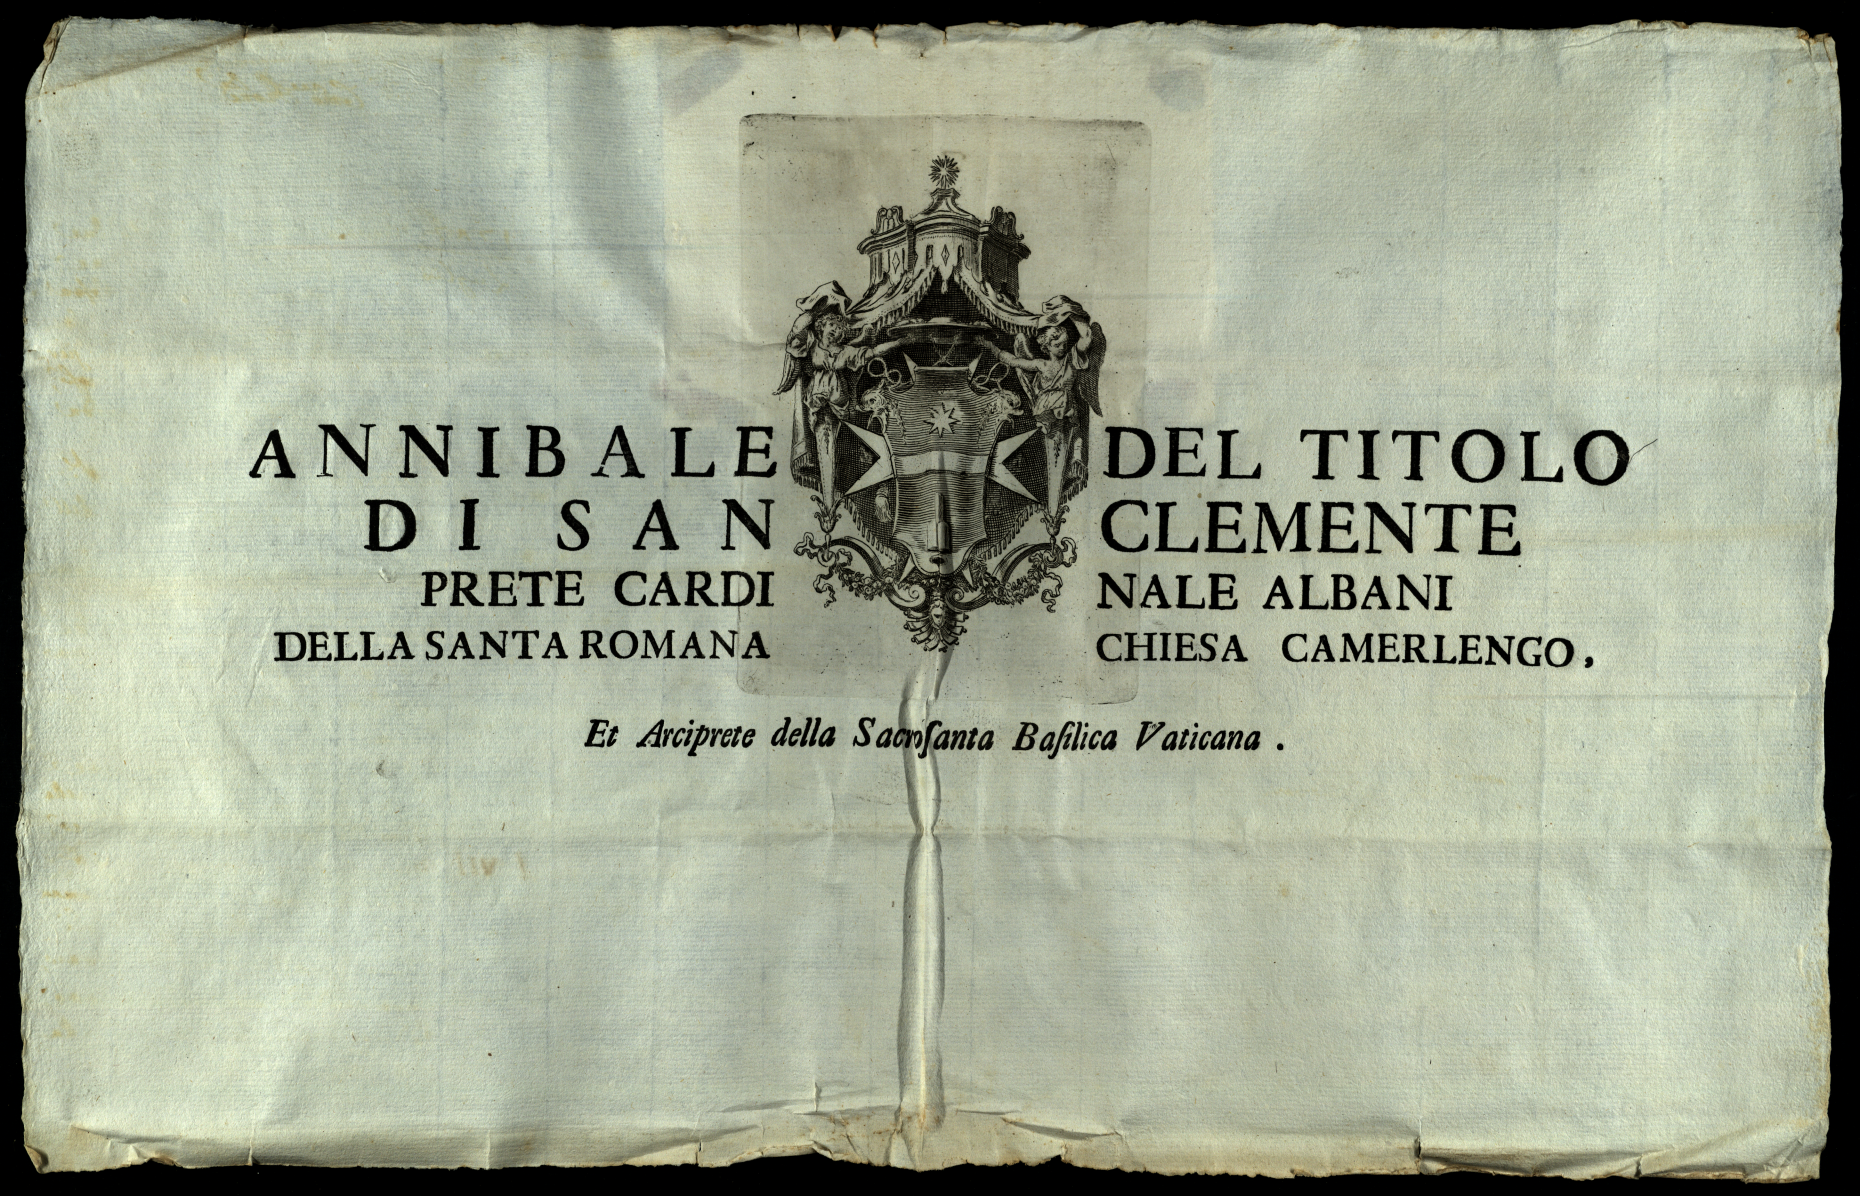 ANNIBALE DEL TITOLO
DI SAN CLEMENTE
PRETE CARDI NALE ALBANI
DELLA SANTA ROMANA CHIESA CAMERLENGO,
Et Arciprete della Sacroſanta Baſilica Vaticana .